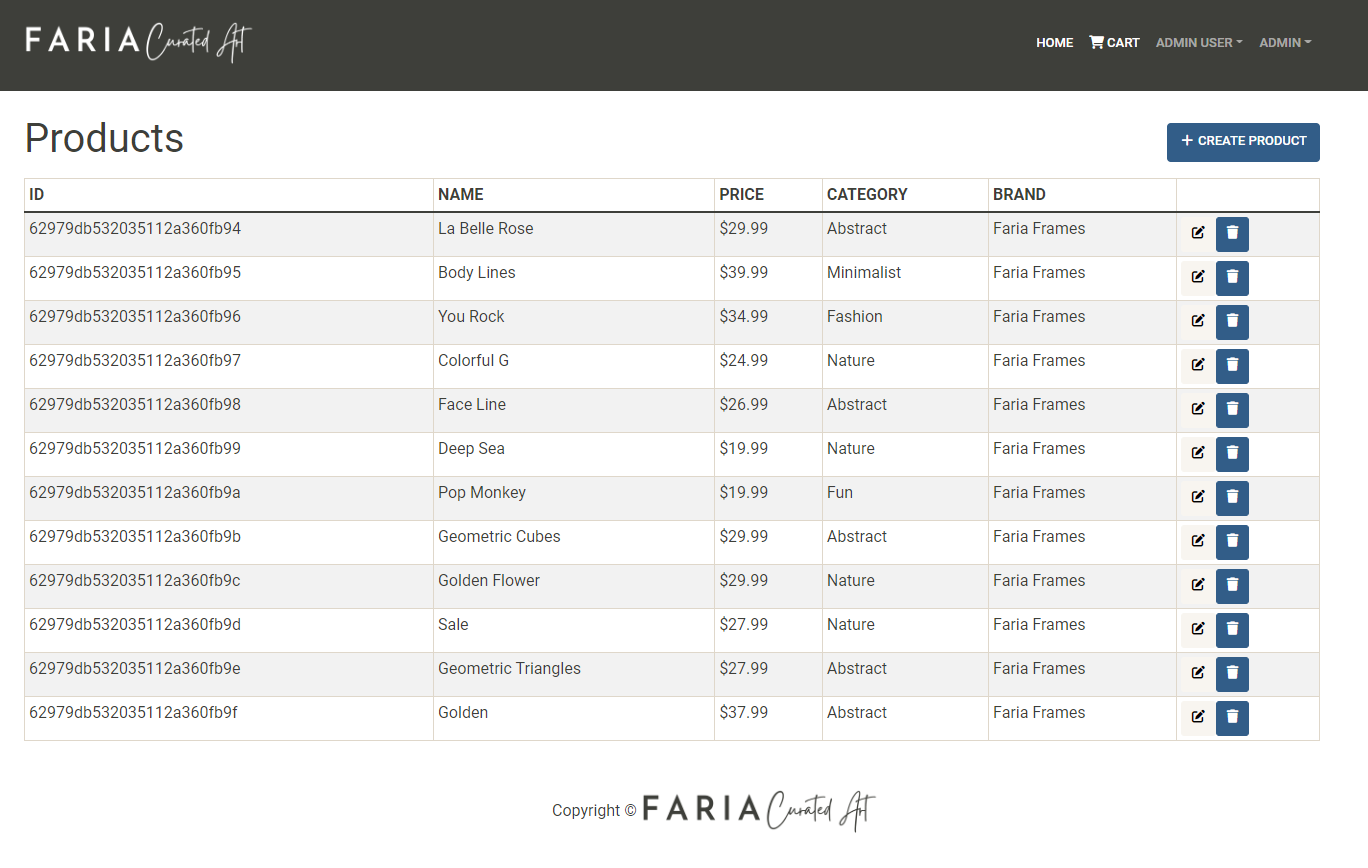 FARIA Curated Art
HOME CART ADMIN USER ADMIN
Products
CREATE PRODUCT
ID NAME PRICE CATEGORY BRAND
62979db532035112a360fb94 La Belle Rose $29.99 Abstract Faria Frames
62979db532035112a360fb95 Body Lines $39.99 Minimalist Faria Frames
62979db532035112a360fb96 You Rock $34.99 Fashion Faria Frames
62979db532035112a360fb97 Colorful G $24.99 Nature Faria Frames
62979db532035112a360fb98 Face Line $26.99 Abstract Faria Frames
62979db532035112a360fb99 Deep Sea $19.99 Nature Faria Frames
62979db532035112a360fb9a Pop Monkey $19.99 Fun Faria Frames
62979db532035112a360fb9b Geometric Cubes $29.99 Abstract Faria Frames
62979db532035112a360fb9c Golden Flower $29.99 Nature Faria Frames
62979db532035112a360fb9d Sale $27.99 Nature Faria Frames
62979db532035112a360fb9e Geometric Triangles $27.99 Abstract Faria Frames
62979db532035112a360fb9f Golden $37.99 Abstract Faria Frames
Copyright © FARIA Curated Art